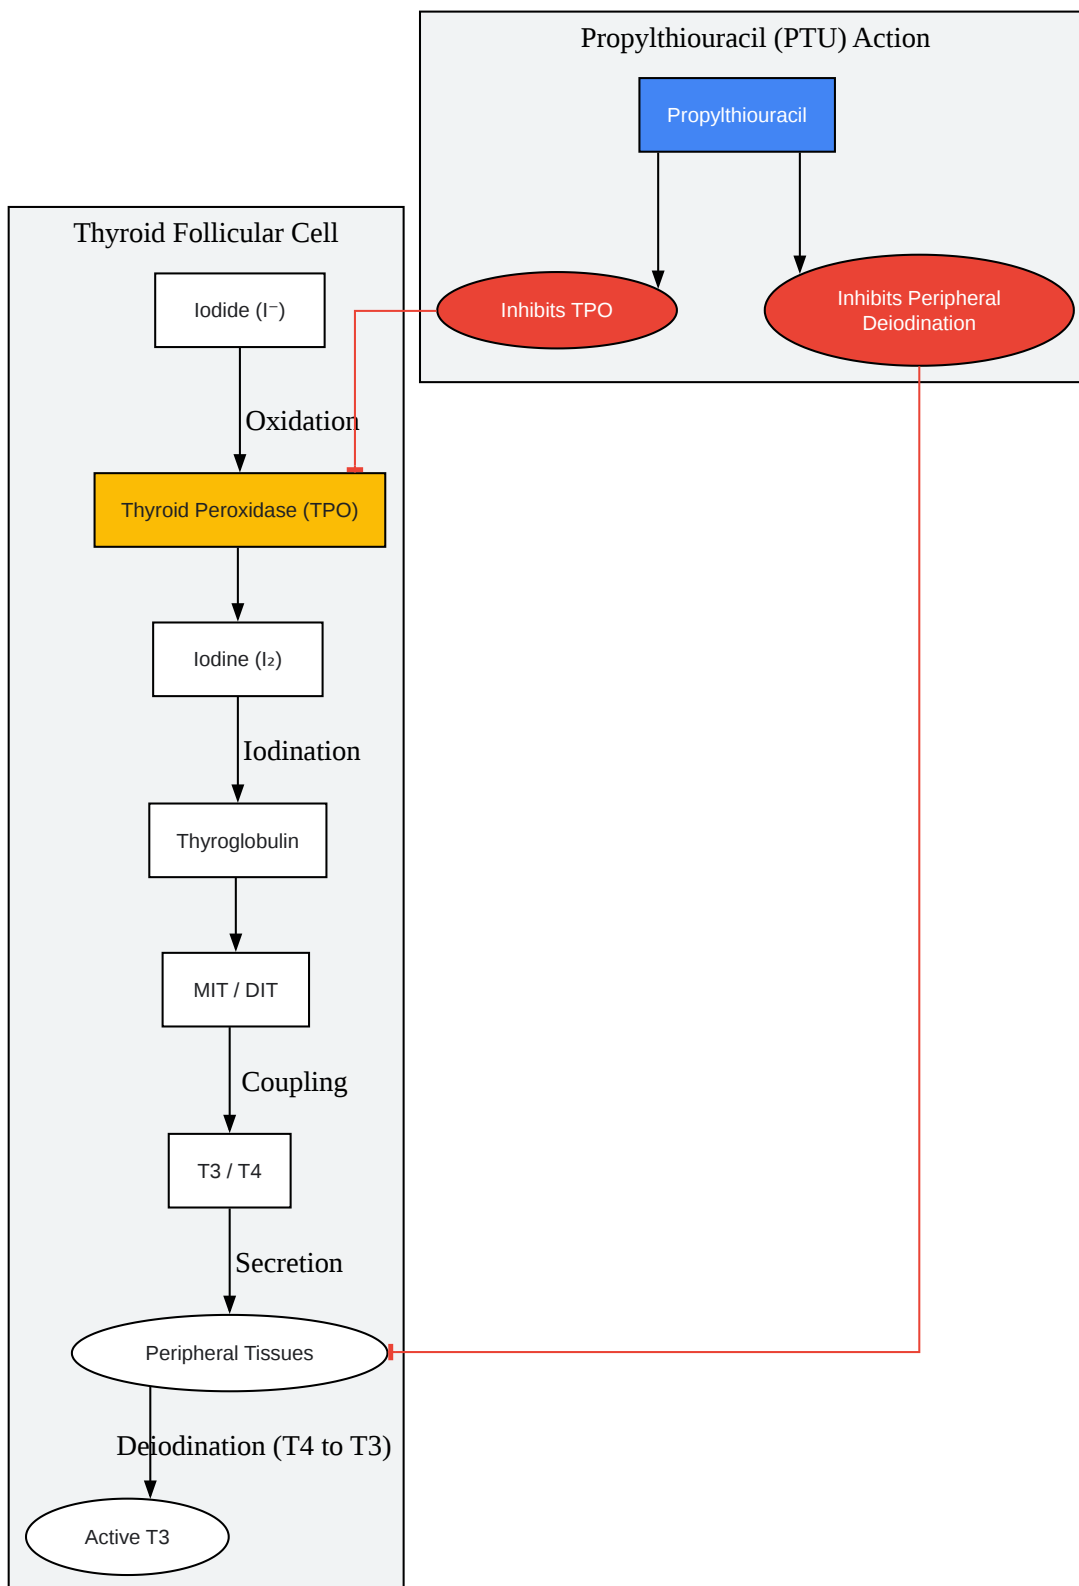 Propylthiouracil (PTU) Action
Propylthiouracil
Inhibits TPO
Inhibits Peripheral
Deiodination
Thyroid Follicular Cell
Iodide (I⁻)
Oxidation
Thyroid Peroxidase (TPO)
Iodine (I₂)
Iodination
Thyroglobulin
MIT / DIT
Coupling
T3 / T4
Secretion
Peripheral Tissues
Deiodination (T4 to T3)
Active T3